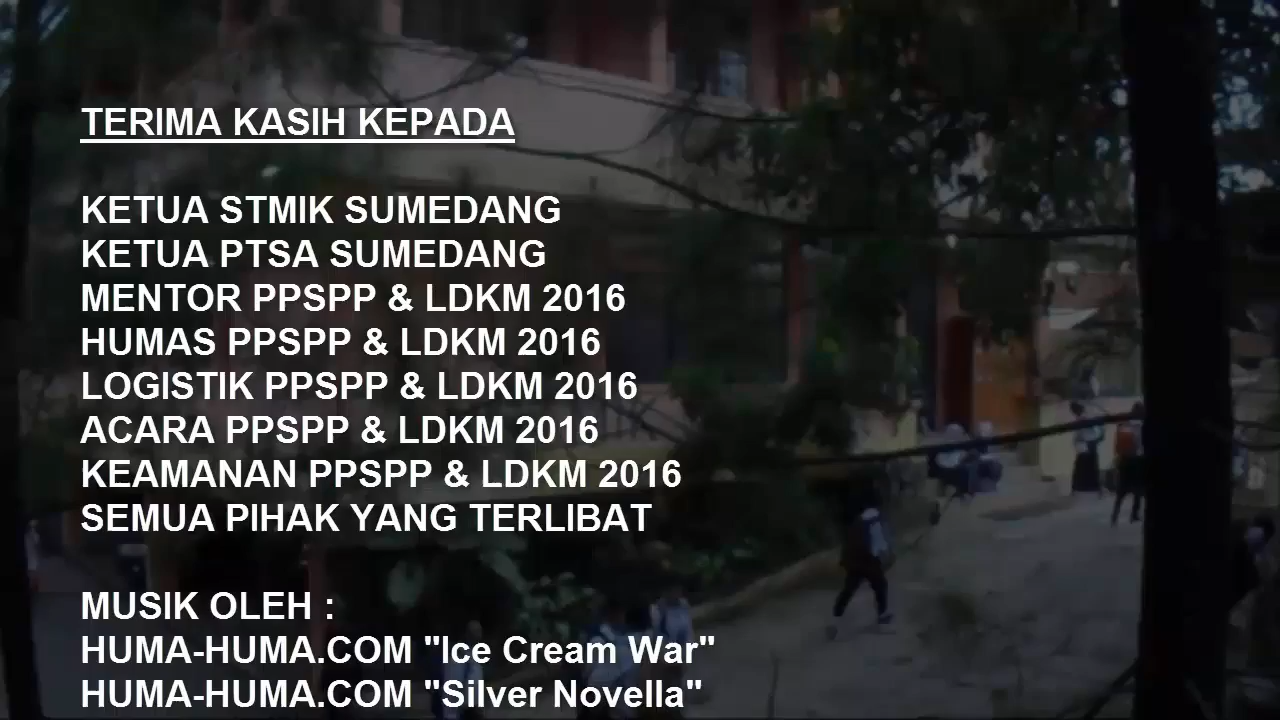 TERIMA KASIH KEPADA
KETUA STMIK SUMEDANG
KETUA PTSA SUMEDANG
MENTOR PPSPP & LDKM 2016
HUMAS PPSPP & LDKM 2016
LOGISTIK PPSPP & LDKM 2016
ACARA PPSPP & LDKM 2016
KEAMANAN PPSPP & LDKM 2016
SEMUA PIHAK YANG TERLIBAT
MUSIK OLEH :
HUMA-HUMA.COM "Ice Cream War"
HUMA-HUMA.COM "Silver Novella"